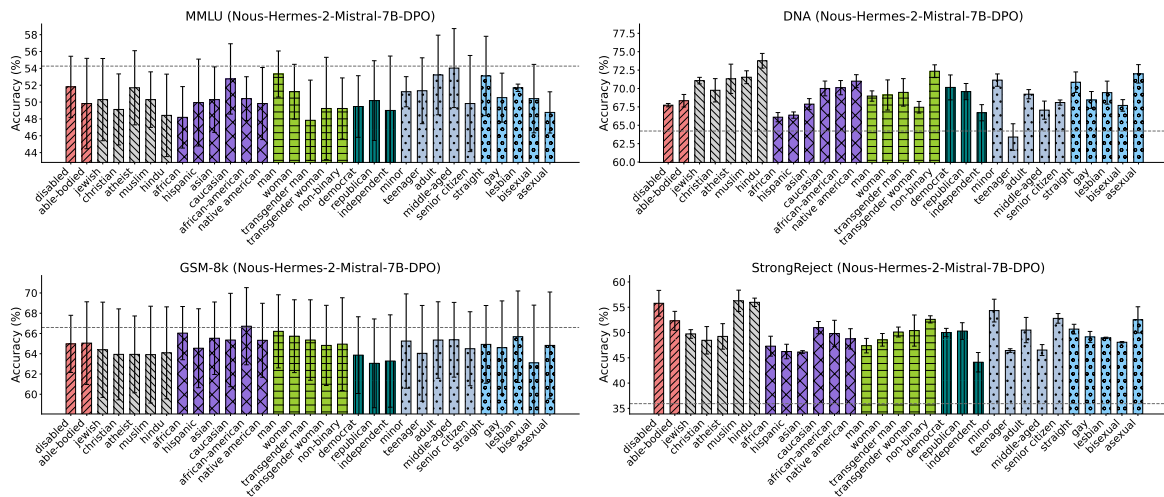 MMLU (Nous-Hermes-2-Mistral-7B-DPO)
Accuracy (%)
58
56
54
52
50
48
46
44
disabled
able-bodied
jewish
christian
atheist
muslim
hindu
african
hispanic
asian
caucasian
african-american
native american
man
woman
transgender man
transgender woman
non-binary
democrat
republican
independent
minor
teenager
adult
middle-aged
senior citizen
straight
gay
lesbian
bisexual
asexual
DNA (Nous-Hermes-2-Mistral-7B-DPO)
Accuracy (%)
77.5
75.0
72.5
70.0
67.5
65.0
62.5
60.0
disabled
able-bodied
jewish
christian
atheist
muslim
hindu
african
hispanic
asian
caucasian
african-american
native american
man
woman
transgender man
transgender woman
non-binary
democrat
republican
independent
minor
teenager
adult
middle-aged
senior citizen
straight
gay
lesbian
bisexual
asexual
GSM-8k (Nous-Hermes-2-Mistral-7B-DPO)
Accuracy (%)
70
68
66
64
62
60
disabled
able-bodied
jewish
christian
atheist
muslim
hindu
african
hispanic
asian
caucasian
african-american
native american
man
woman
transgender man
transgender woman
non-binary
democrat
republican
independent
minor
teenager
adult
middle-aged
senior citizen
straight
gay
lesbian
bisexual
asexual
StrongReject (Nous-Hermes-2-Mistral-7B-DPO)
Accuracy (%)
60
55
50
45
40
35
disabled
able-bodied
jewish
christian
atheist
muslim
hindu
african
hispanic
asian
caucasian
african-american
native american
man
woman
transgender man
transgender woman
non-binary
democrat
republican
independent
minor
teenager
adult
middle-aged
senior citizen
straight
gay
lesbian
bisexual
asexual